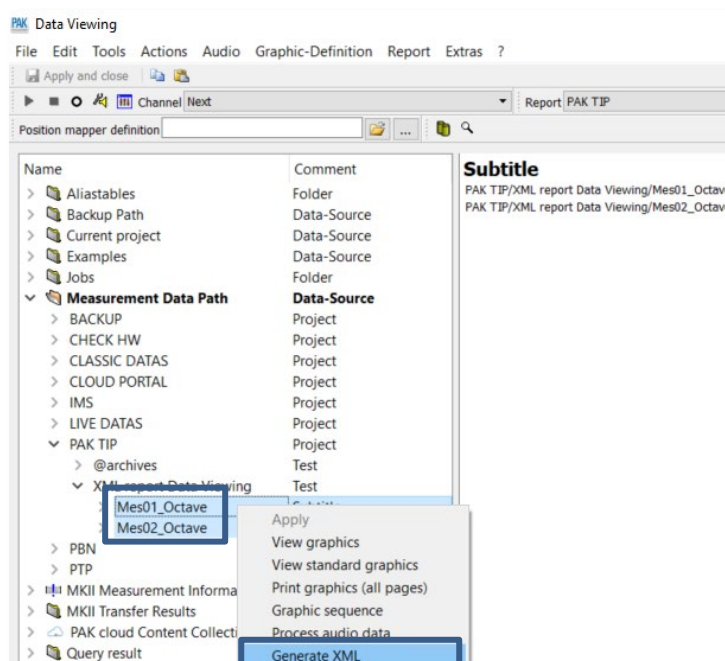 PAK Data Viewing
File Edit Tools Actions Audio Graphic-Definition Report Extras ?
Apply and close
Channel Next Report PAK TIP
Position mapper definition ...
Name Comment
Aliastables Folder
Backup Path Data-Source
Current project Data-Source
Examples Data-Source
Jobs Folder
Measurement Data Path Data-Source
BACKUP Project
CHECK HW Project
CLASSIC DATAS Project
CLOUD PORTAL Project
IMS Project
LIVE DATAS Project
PAK TIP Project
@archives Test
XML report Data Viewing Test
Mes01_Octave Subtitle
Mes02_Octave
PBN
PTP
MKII Measurement Informa
MKII Transfer Results
PAK cloud Content Collecti
Query result
Apply
View graphics
View standard graphics
Print graphics (all pages)
Graphic sequence
Process audio data
Generate XML
Subtitle
PAK TIP/XML report Data Viewing/Mes01_Octav
PAK TIP/XML report Data Viewing/Mes02_Octav